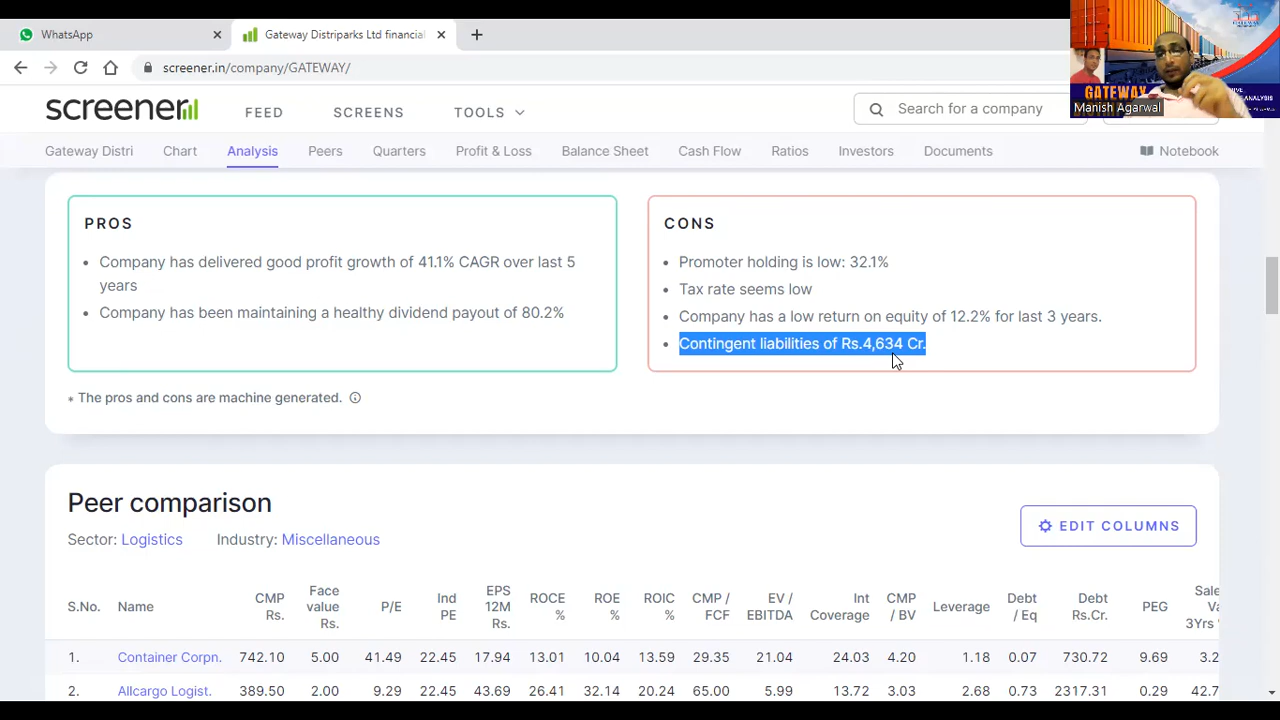 WhatsApp
Gateway Distriparks Ltd financial
screener.in/company/GATEWAY/
screener
FEED SCREENS TOOLS
Search for a company
GATEWAY
Manish Agarwal
Gateway Distri Chart Analysis Peers Quarters Profit & Loss Balance Sheet Cash Flow Ratios Investors Documents Notebook
PROS
• Company has delivered good profit growth of 41.1% CAGR over last 5
years
• Company has been maintaining a healthy dividend payout of 80.2%
CONS
• Promoter holding is low: 32.1%
• Tax rate seems low
• Company has a low return on equity of 12.2% for last 3 years.
• Contingent liabilities of Rs.4,634 Cr.
* The pros and cons are machine generated.
Peer comparison
Sector: Logistics Industry: Miscellaneous
EDIT COLUMNS
S.No. Name CMP Rs. Face value Rs. P/E Ind PE EPS 12M Rs. ROCE % ROE % ROIC % CMP / FCF EV / EBITDA Int Coverage CMP / BV Leverage Debt / Eq Debt Rs.Cr. PEG Sale Va 3Yrs
1. Container Corpn. 742.10 5.00 41.49 22.45 17.94 13.01 10.04 13.59 29.35 21.04 24.03 4.20 1.18 0.07 730.72 9.69 3.2
2. Allcargo Logist. 389.50 2.00 9.29 22.45 43.69 26.41 32.14 20.24 65.00 5.99 13.72 3.03 2.68 0.73 2317.31 0.29 42.7